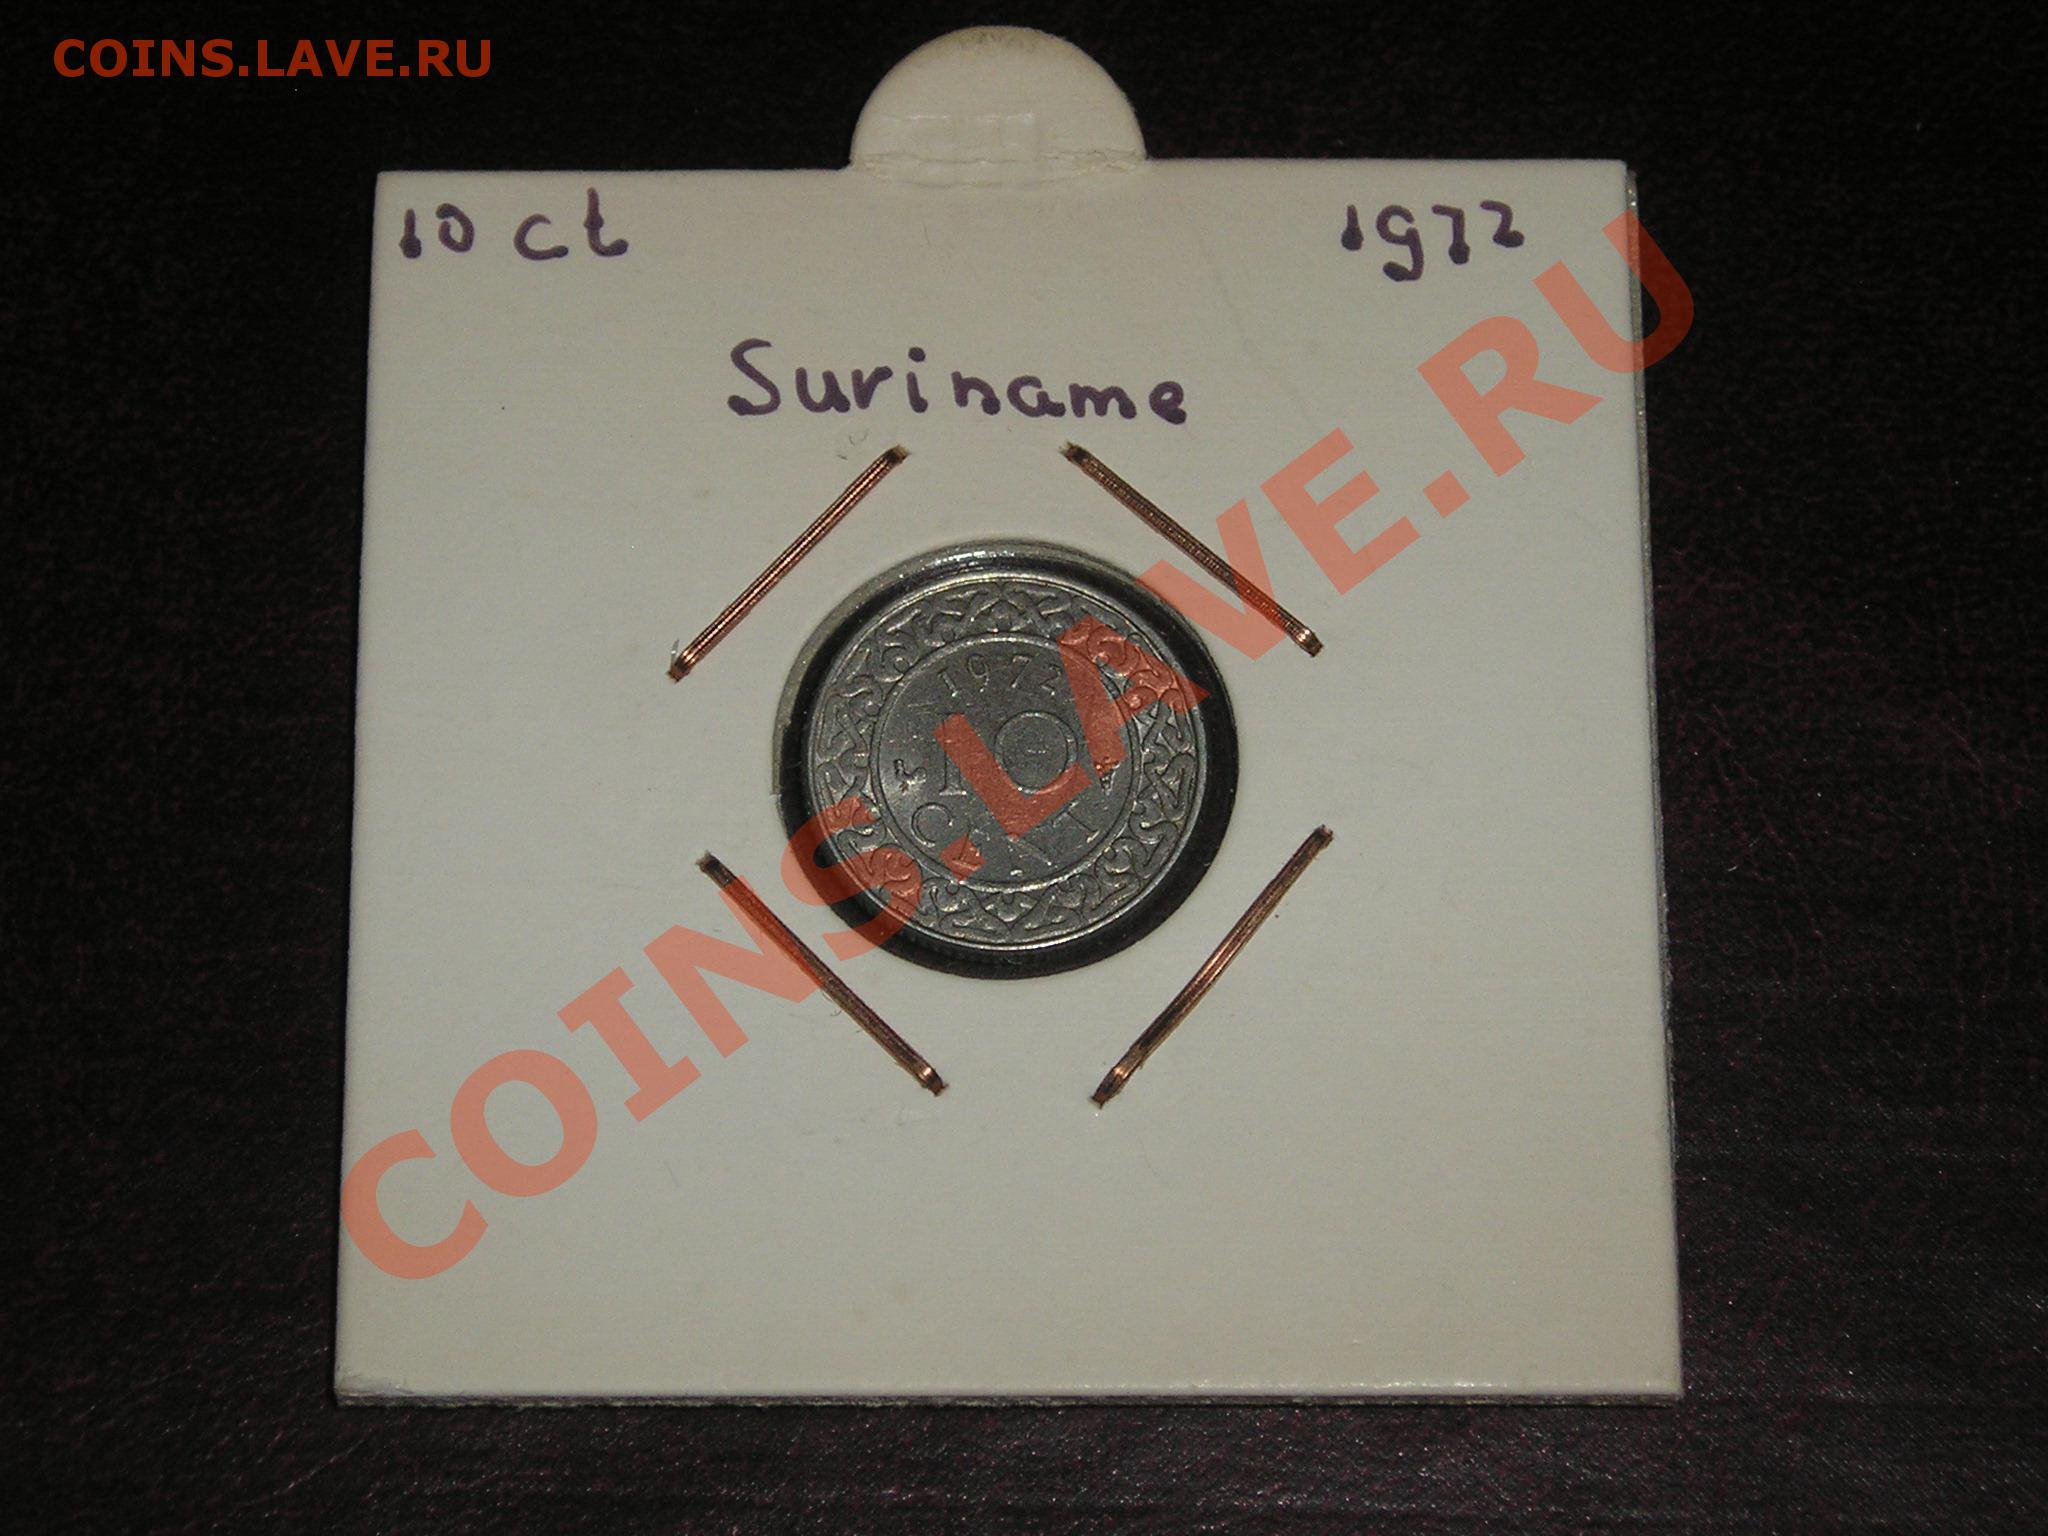 COINS.LAVE.RU
10 ct 1972
Suriname
1972
10
CENT
COINS.LAVE.RU